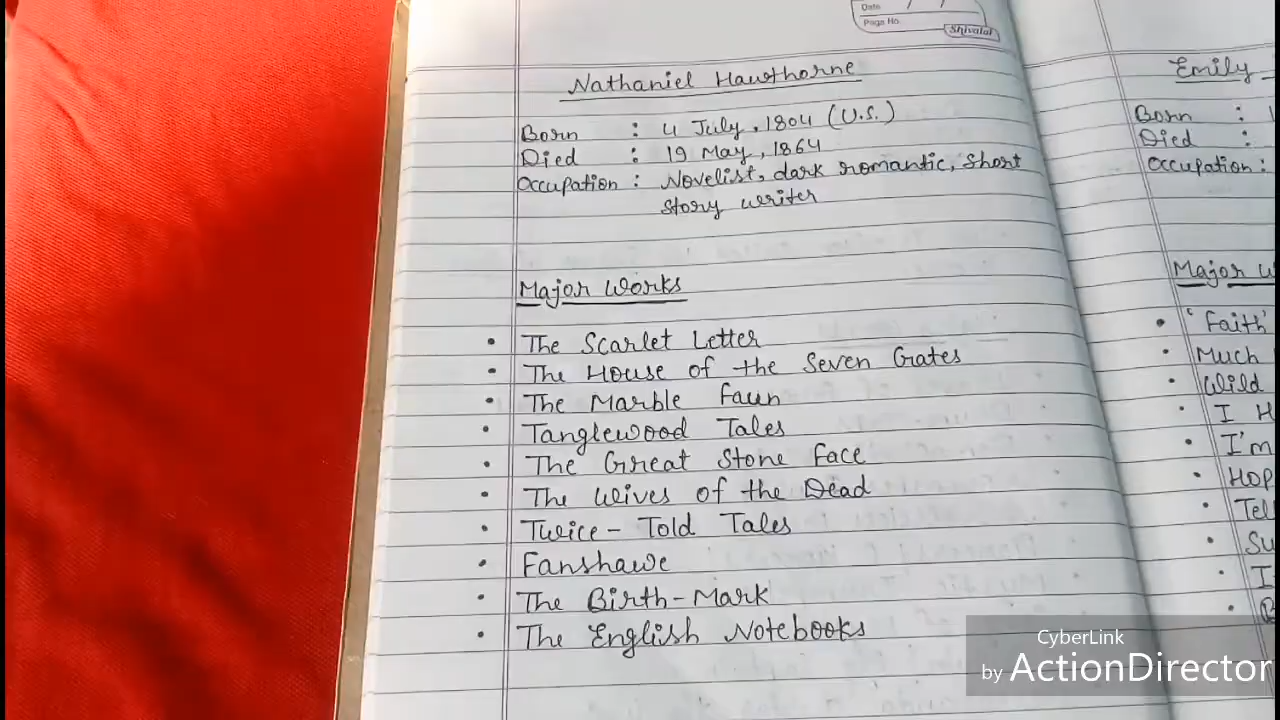 Date
Page No.
Shivalal
Nathaniel Hawthorne
Born : 4 July, 1804 (U.S.)
Died : 19 May, 1864
Occupation : Novelist, dark romantic, short
story writer
Major Works
• The Scarlet Letter
• The House of the Seven Gates
• The Marble Faun
• Tanglewood Tales
• The Great Stone Face
• The Wives of the Dead
• Twice-Told Tales
• Fanshawe
• The Birth-Mark
• The English Notebooks
Emily
Born :
Died :
Occupation :
Major
• 'Faith'
• Much
• Wild
• I
• I'm
•
• Tel
• Su
• I
CyberLink
by ActionDirector